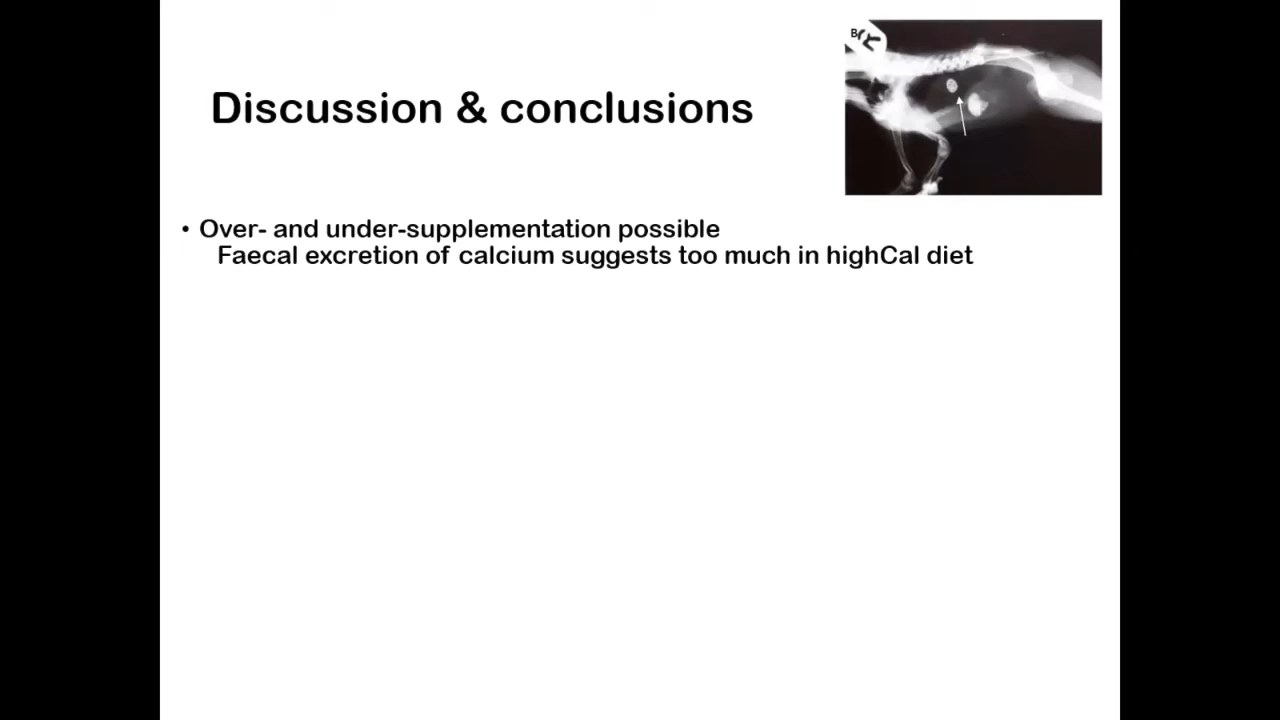 Discussion & conclusions
• Over- and under-supplementation possible
Faecal excretion of calcium suggests too much in highCal diet